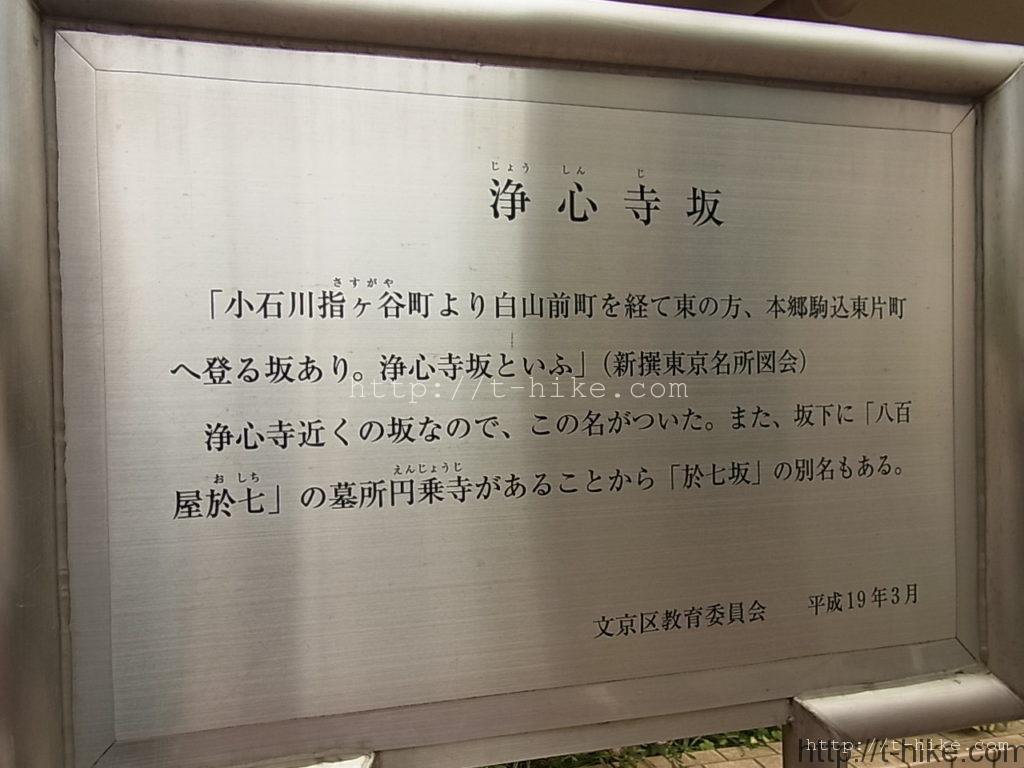 じょう しん じ
浄心寺坂
さすがや
「小石川指ヶ谷町より白山前町を経て東の方、本郷駒込東片町
へ登る坂あり。浄心寺坂といふ」（新撰東京名所図会）
浄心寺近くの坂なので、この名がついた。また、坂下に「八百
お しち えんじょうじ
屋於七」の墓所円乗寺があることから「於七坂」の別名もある。
文京区教育委員会 平成19年3月
http://t-hike.com
http://t-hike.com
http://t-hike.com